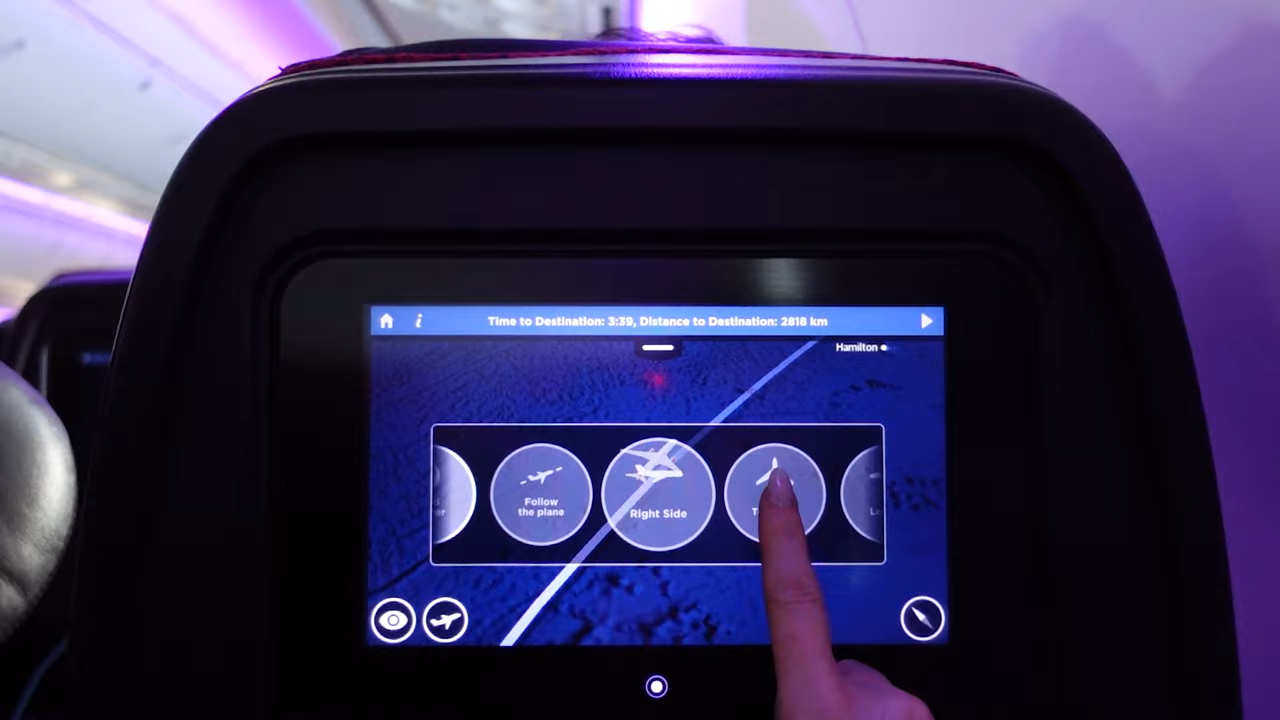 i
Time to Destination: 3:39, Distance to Destination: 2818 km
Hamilton
Follow
the plane
Right Side